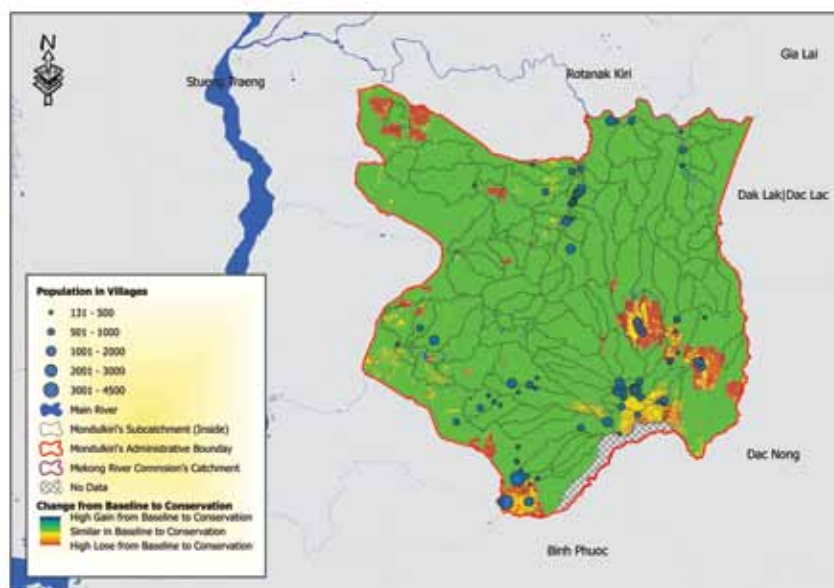 N
Gia Lai
Stueng Traeng
Rotanak Kiri
Dak Lak|Dac Lac
Population in Villages
131 - 500
501 - 1000
1001 - 2000
2001 - 3000
3001 - 4500
Main River
Mondulkiri's Subcatchment (Inside)
Mondulkiri's Administrative Bounday
Mekong River Commsion's Catchment
No Data
Change from Baseline to Conservation
High Gain from Baseline to Conservation
Similar in Baseline to Conservation
High Lose from Baseline to Conservation
Dac Nong
Binh Phuoc